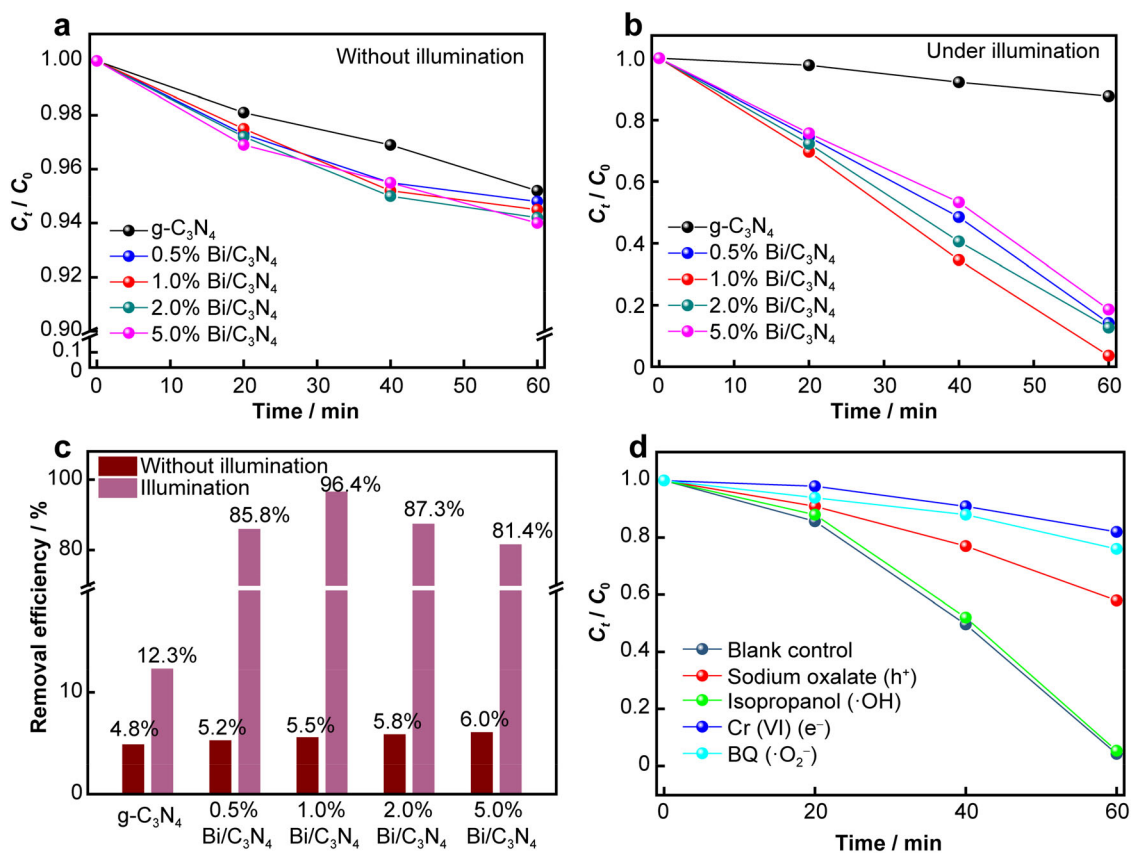 a
Without illumination
1.00
0.98
0.96
0.94
0.92
0.90
0.1
0
Cₜ / C₀
g-C₃N₄
0.5% Bi/C₃N₄
1.0% Bi/C₃N₄
2.0% Bi/C₃N₄
5.0% Bi/C₃N₄
0 10 20 30 40 50 60
Time / min
b
Under illumination
1.0
0.8
0.6
0.4
0.2
0
Cₜ / C₀
g-C₃N₄
0.5% Bi/C₃N₄
1.0% Bi/C₃N₄
2.0% Bi/C₃N₄
5.0% Bi/C₃N₄
0 10 20 30 40 50 60
Time / min
c
Without illumination
Illumination
100
80
10
0
Removal efficiency / %
4.8% 12.3% 5.2% 85.8% 5.5% 96.4% 5.8% 87.3% 6.0% 81.4%
g-C₃N₄ 0.5% 1.0% 2.0% 5.0%
Bi/C₃N₄ Bi/C₃N₄ Bi/C₃N₄ Bi/C₃N₄
d
1.0
0.8
0.6
0.4
0.2
0
Cₜ / C₀
Blank control
Sodium oxalate (h⁺)
Isopropanol (·OH)
Cr (VI) (e⁻)
BQ (·O₂⁻)
0 20 40 60
Time / min